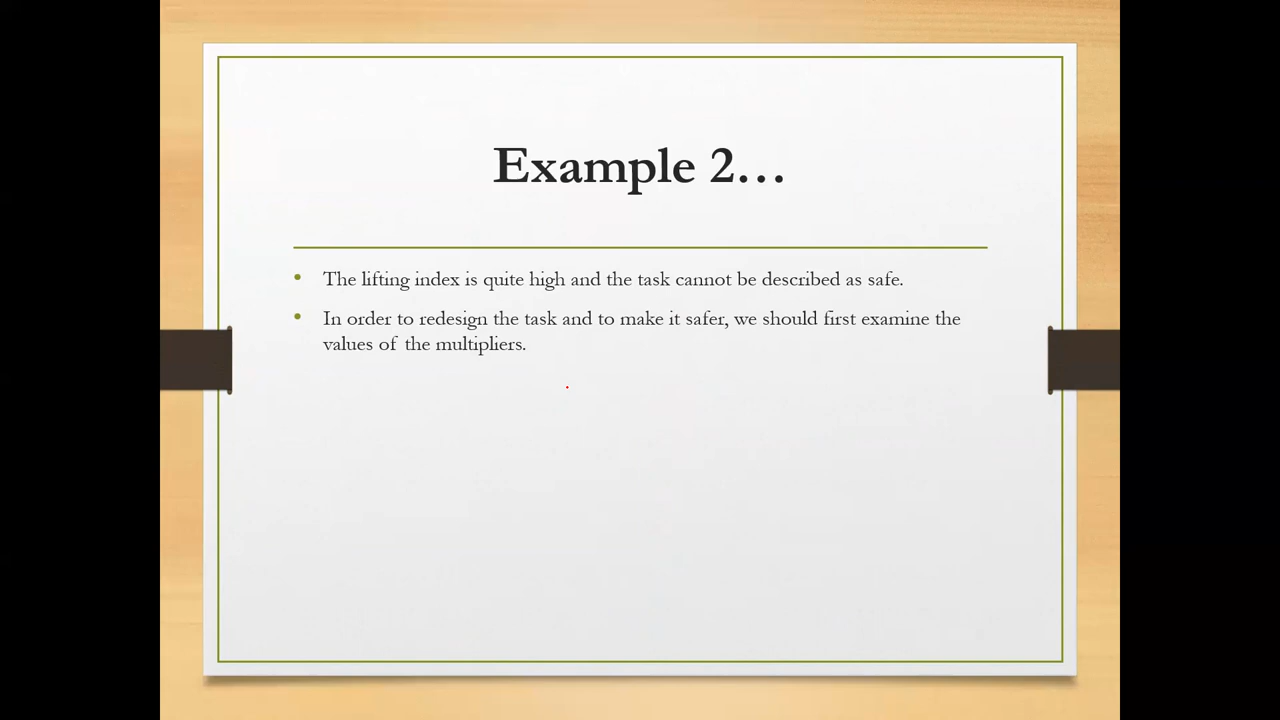 Example 2…
• The lifting index is quite high and the task cannot be described as safe.
• In order to redesign the task and to make it safer, we should first examine the
values of the multipliers.